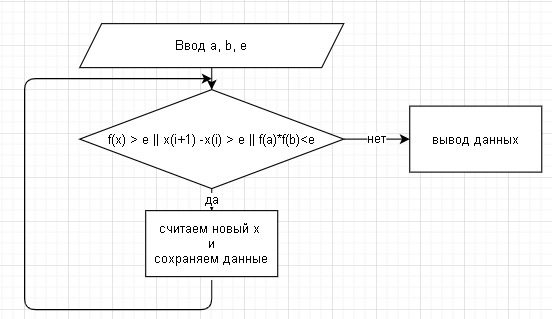 Ввод a, b, e
f(x) > e || x(i+1) -x(i) > e || f(a)*f(b)<e
нет
вывод данных
да
считаем новый x
и
сохраняем данные